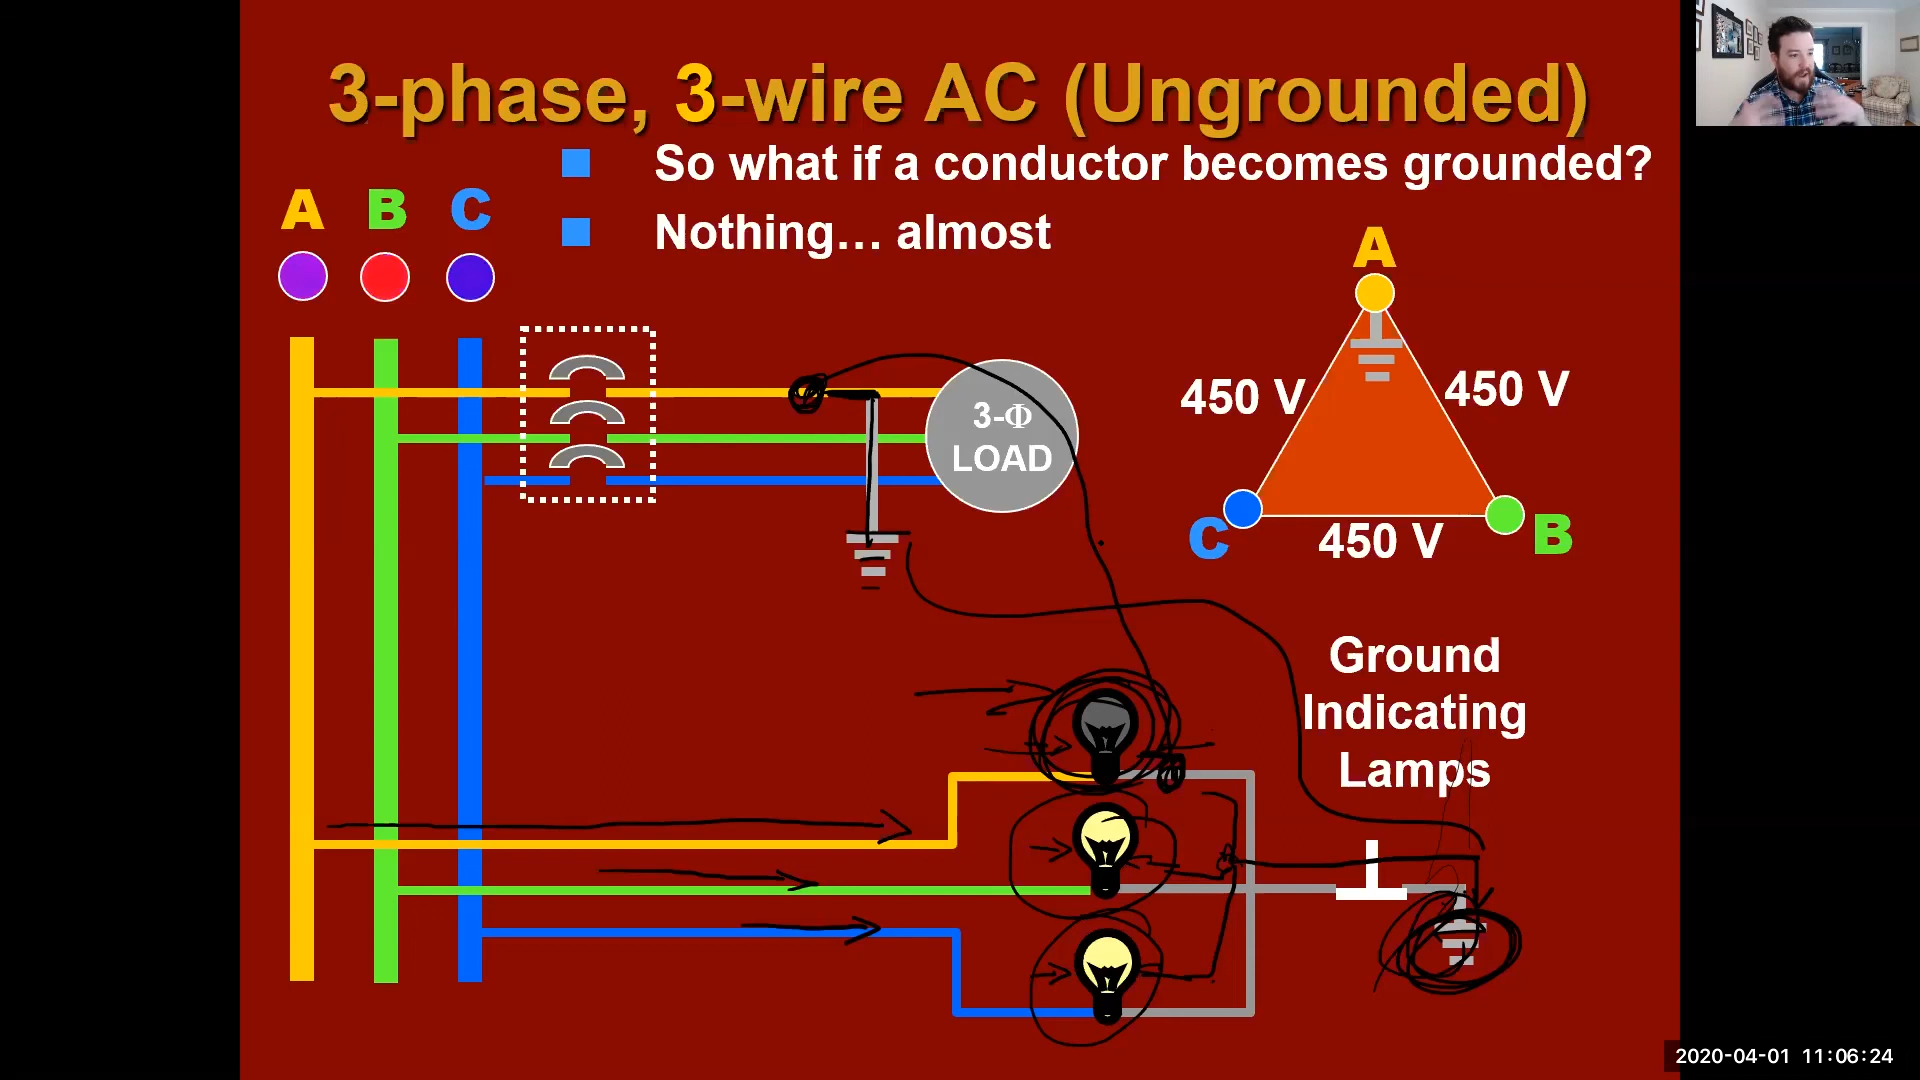 3-phase, 3-wire AC (Ungrounded)
So what if a conductor becomes grounded?
Nothing... almost
A B C
A
450 V
450 V
3-Φ
LOAD
C
450 V
B
Ground
Indicating
Lamps
2020-04-01 11:06:24